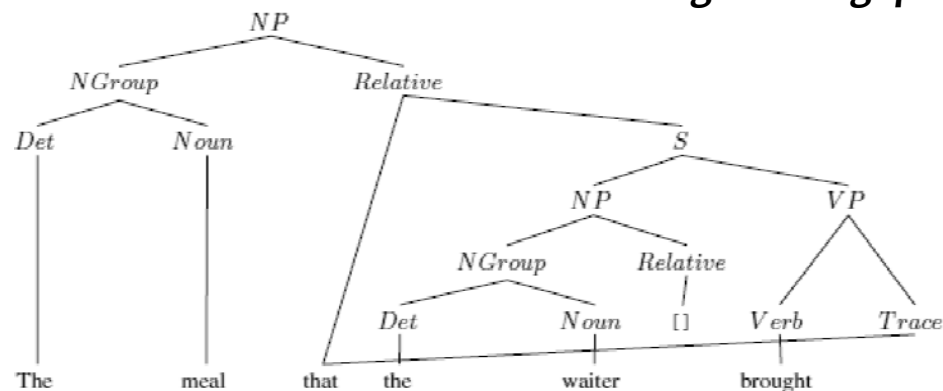 NP
NGroup Relative
Det Noun S
NP VP
NGroup Relative
Det Noun [] Verb Trace
The meal that the waiter brought